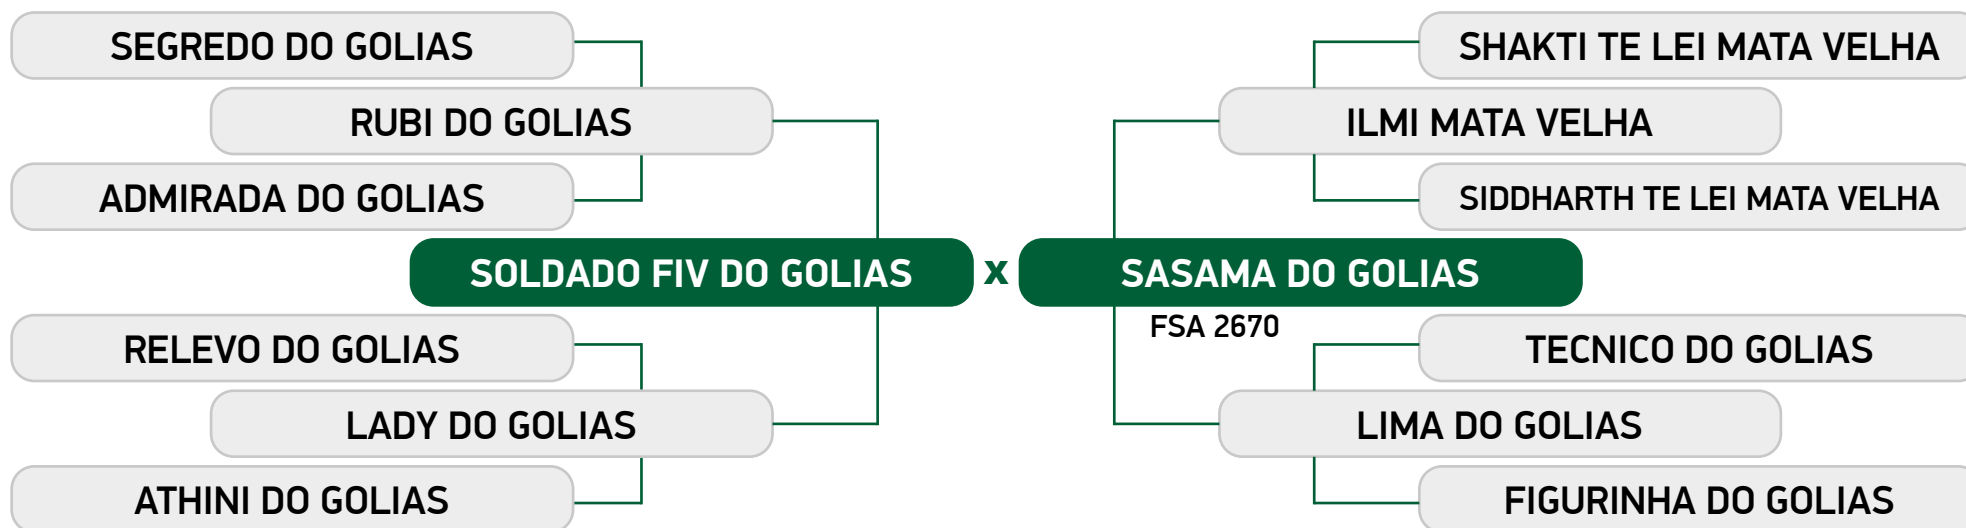 SEGREDO DO GOLIAS
RUBI DO GOLIAS
ADMIRADA DO GOLIAS
SOLDADO FIV DO GOLIAS
RELEVO DO GOLIAS
LADY DO GOLIAS
ATHINI DO GOLIAS
x
SHAKTI TE LEI MATA VELHA
ILMI MATA VELHA
SIDDHARTH TE LEI MATA VELHA
SASAMA DO GOLIAS
FSA 2670
TECNICO DO GOLIAS
LIMA DO GOLIAS
FIGURINHA DO GOLIAS